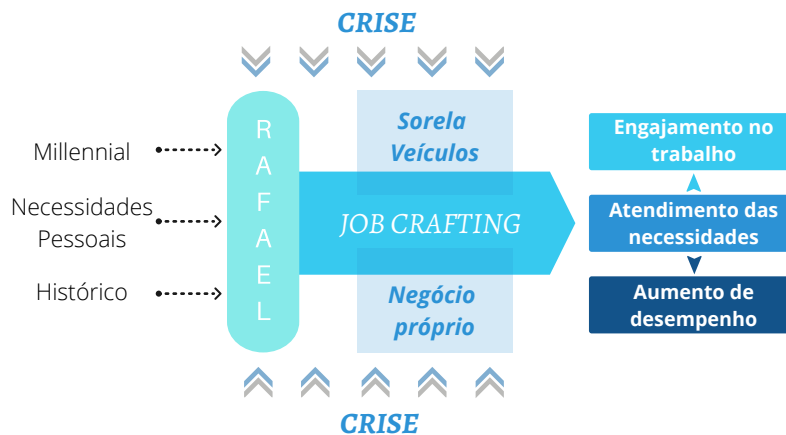 CRISE
Millennial
Necessidades
Pessoais
Histórico
RAFAEL
Sorela
Veículos
JOB CRAFTING
Negócio
próprio
Engajamento no
trabalho
Atendimento das
necessidades
Aumento de
desempenho
CRISE